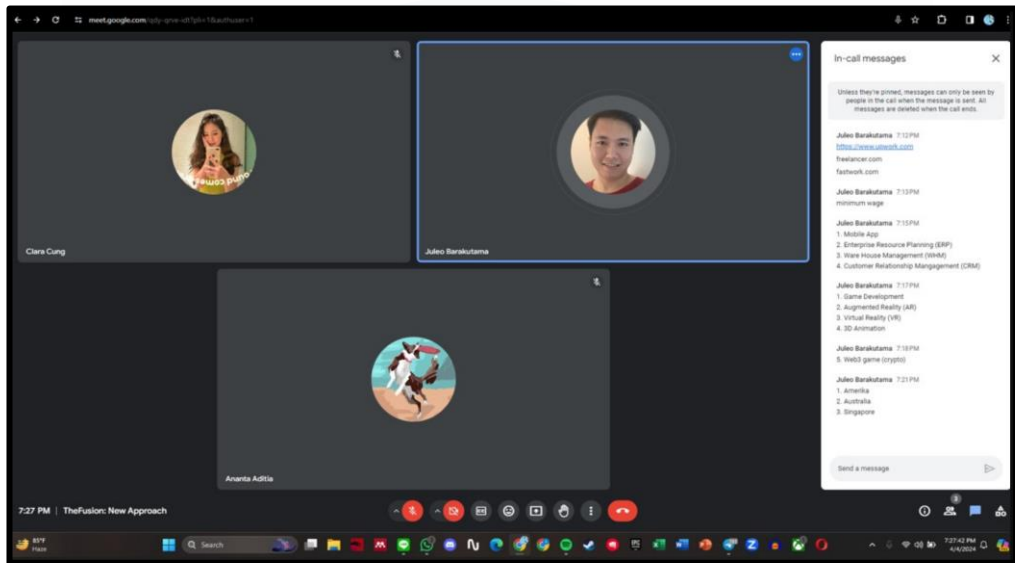 meet.google.com/
Clara Cung
Juleo Barakutama
Ananta Aditia
In-call messages
Unless they're pinned, messages can only be seen by
people in the call when the message is sent. All
messages are deleted when the call ends.
Juleo Barakutama 7:12 PM
https://www.upwork.com
freelancer.com
fastwork.com
Juleo Barakutama 7:13 PM
minimum wage
Juleo Barakutama 7:15 PM
1. Mobile App
2. Enterprise Resource Planning (ERP)
3. Ware House Management (WHM)
4. Customer Relationship Mangagement (CRM)
Juleo Barakutama 7:17 PM
1. Game Development
2. Augmented Reality (AR)
3. Virtual Reality (VR)
4. 3D Animation
Juleo Barakutama 7:18 PM
5. Web3 game (crypto)
Juleo Barakutama 7:21 PM
1. Amerika
2. Australia
3. Singapore
Send a message
7:27 PM | TheFusion: New Approach
3
85°F
Haze
Search
7:27:42 PM
4/4/2024